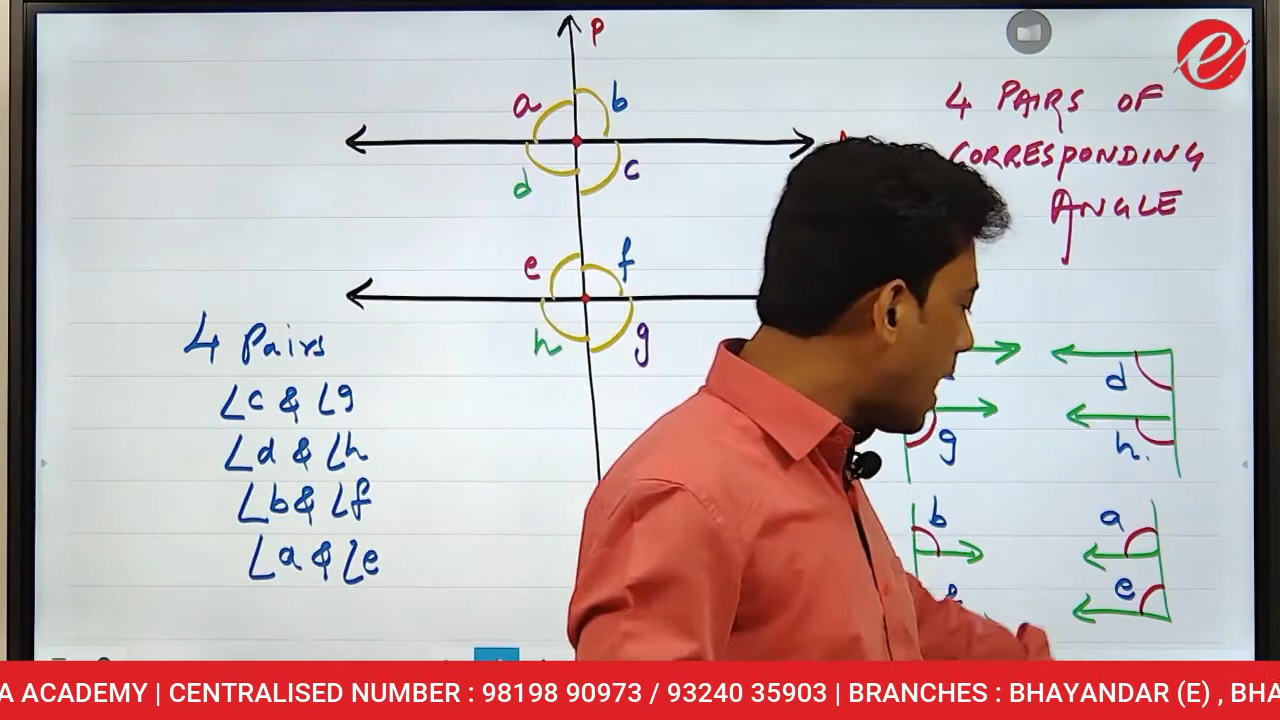 P
a
b
d
c
e
f
h
g
4 PAIRS OF
CORRESPONDING
ANGLE
4 Pairs
∠c & ∠g
∠d & ∠h
∠b & ∠f
∠a & ∠e
d
g
h.
b
a
e
A ACADEMY | CENTRALISED NUMBER : 98198 90973 / 93240 35903 | BRANCHES : BHAYANDAR (E) , BHA